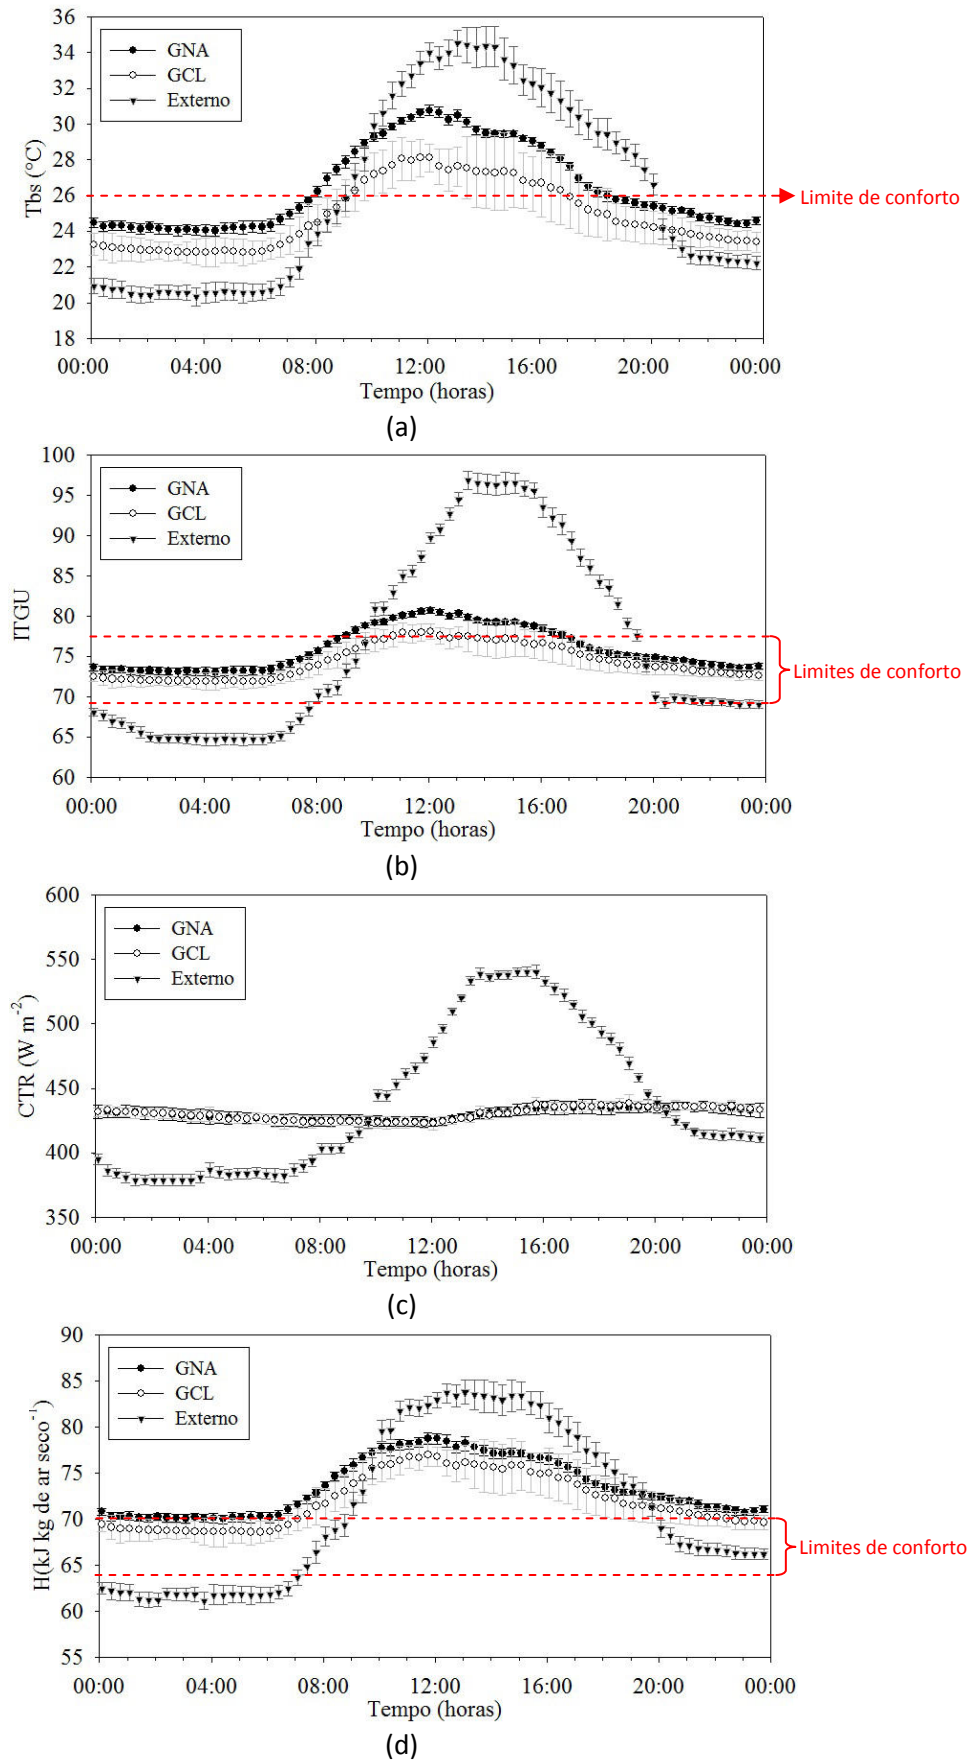 36
34
32
30
28
26
24
22
20
18
Tbs (°C)
GNA
GCL
Externo
Limite de conforto
00:00 04:00 08:00 12:00 16:00 20:00 00:00
Tempo (horas)
(a)
100
95
90
85
80
75
70
65
60
ITGU
GNA
GCL
Externo
Limites de conforto
00:00 04:00 08:00 12:00 16:00 20:00 00:00
Tempo (horas)
(b)
600
550
500
450
400
350
CTR (W m-2)
GNA
GCL
Externo
00:00 04:00 08:00 12:00 16:00 20:00 00:00
Tempo (horas)
(c)
90
85
80
75
70
65
60
55
H(kJ kg de ar seco-1)
GNA
GCL
Externo
Limites de conforto
00:00 04:00 08:00 12:00 16:00 20:00 00:00
Tempo (horas)
(d)